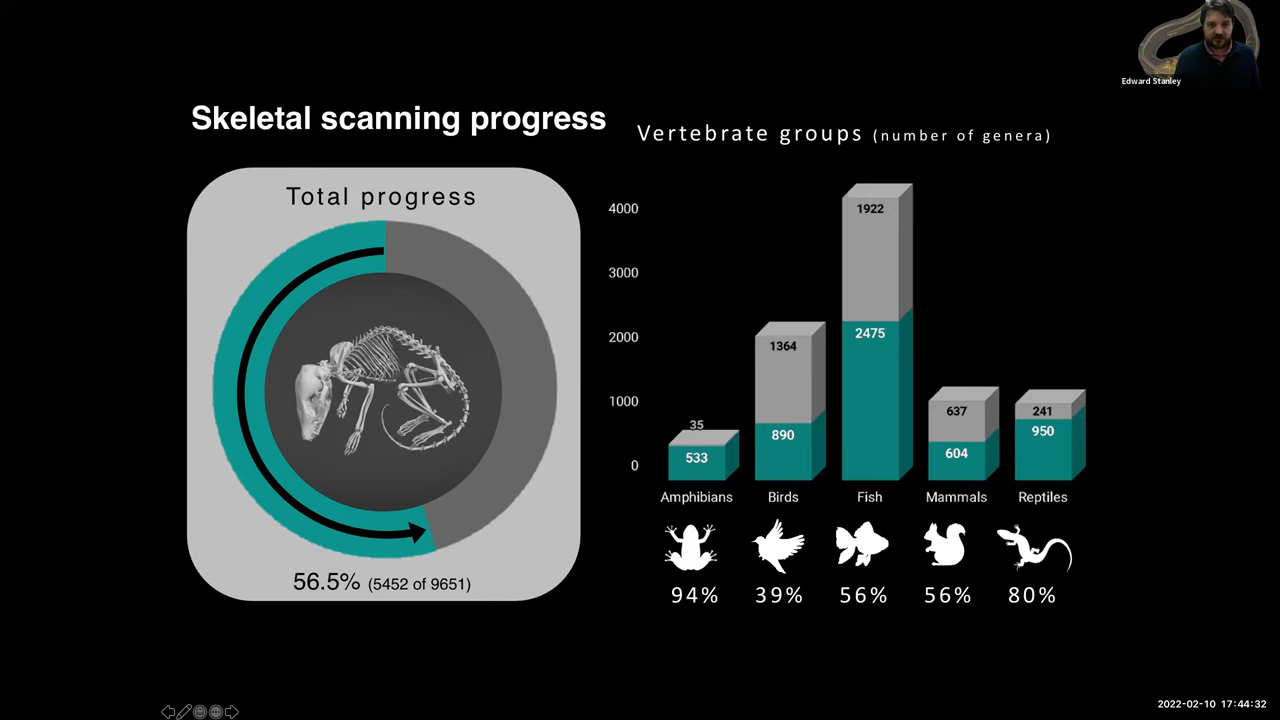 Edward Stanley
Skeletal scanning progress
Vertebrate groups (number of genera)
Total progress
56.5% (5452 of 9651)
4000
3000
2000
1000
0
35
533
1364
890
1922
2475
637
604
241
950
Amphibians Birds Fish Mammals Reptiles
94% 39% 56% 56% 80%
2022-02-10 17:44:32